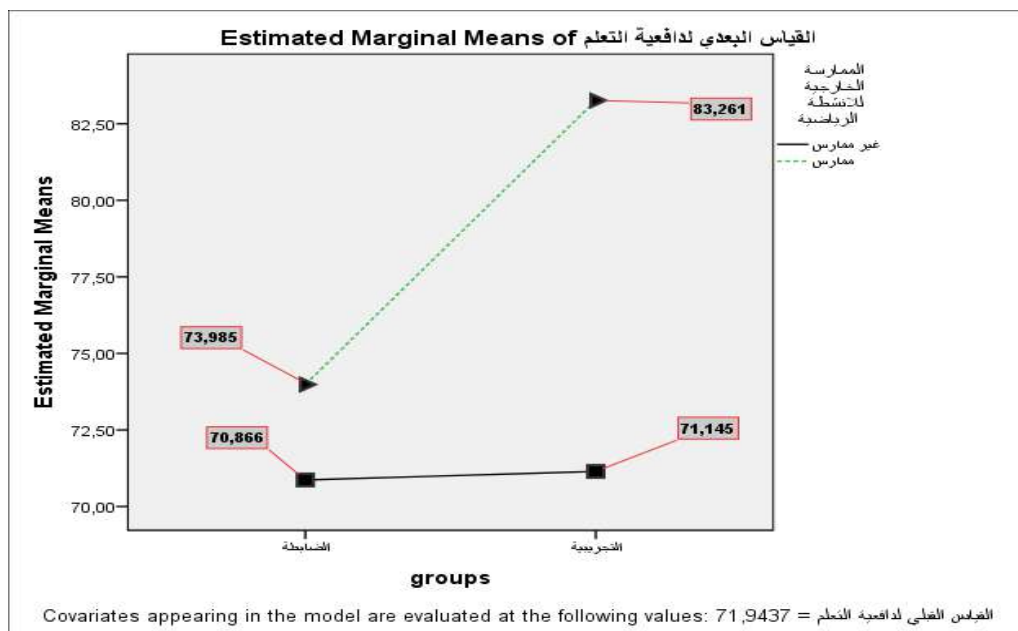 Estimated Marginal Means of القياس البعدي لدافعية التعلم
الممارسة
الخارجية
للانشطة
الرياضية
غير ممارس
ممارس
Estimated Marginal Means
82,50
80,00
77,50
75,00
72,50
70,00
83,261
73,985
70,866
71,145
الضابطة
التجريبية
groups
Covariates appearing in the model are evaluated at the following values: القياس القبلي لدافعية التعلم = 71,9437